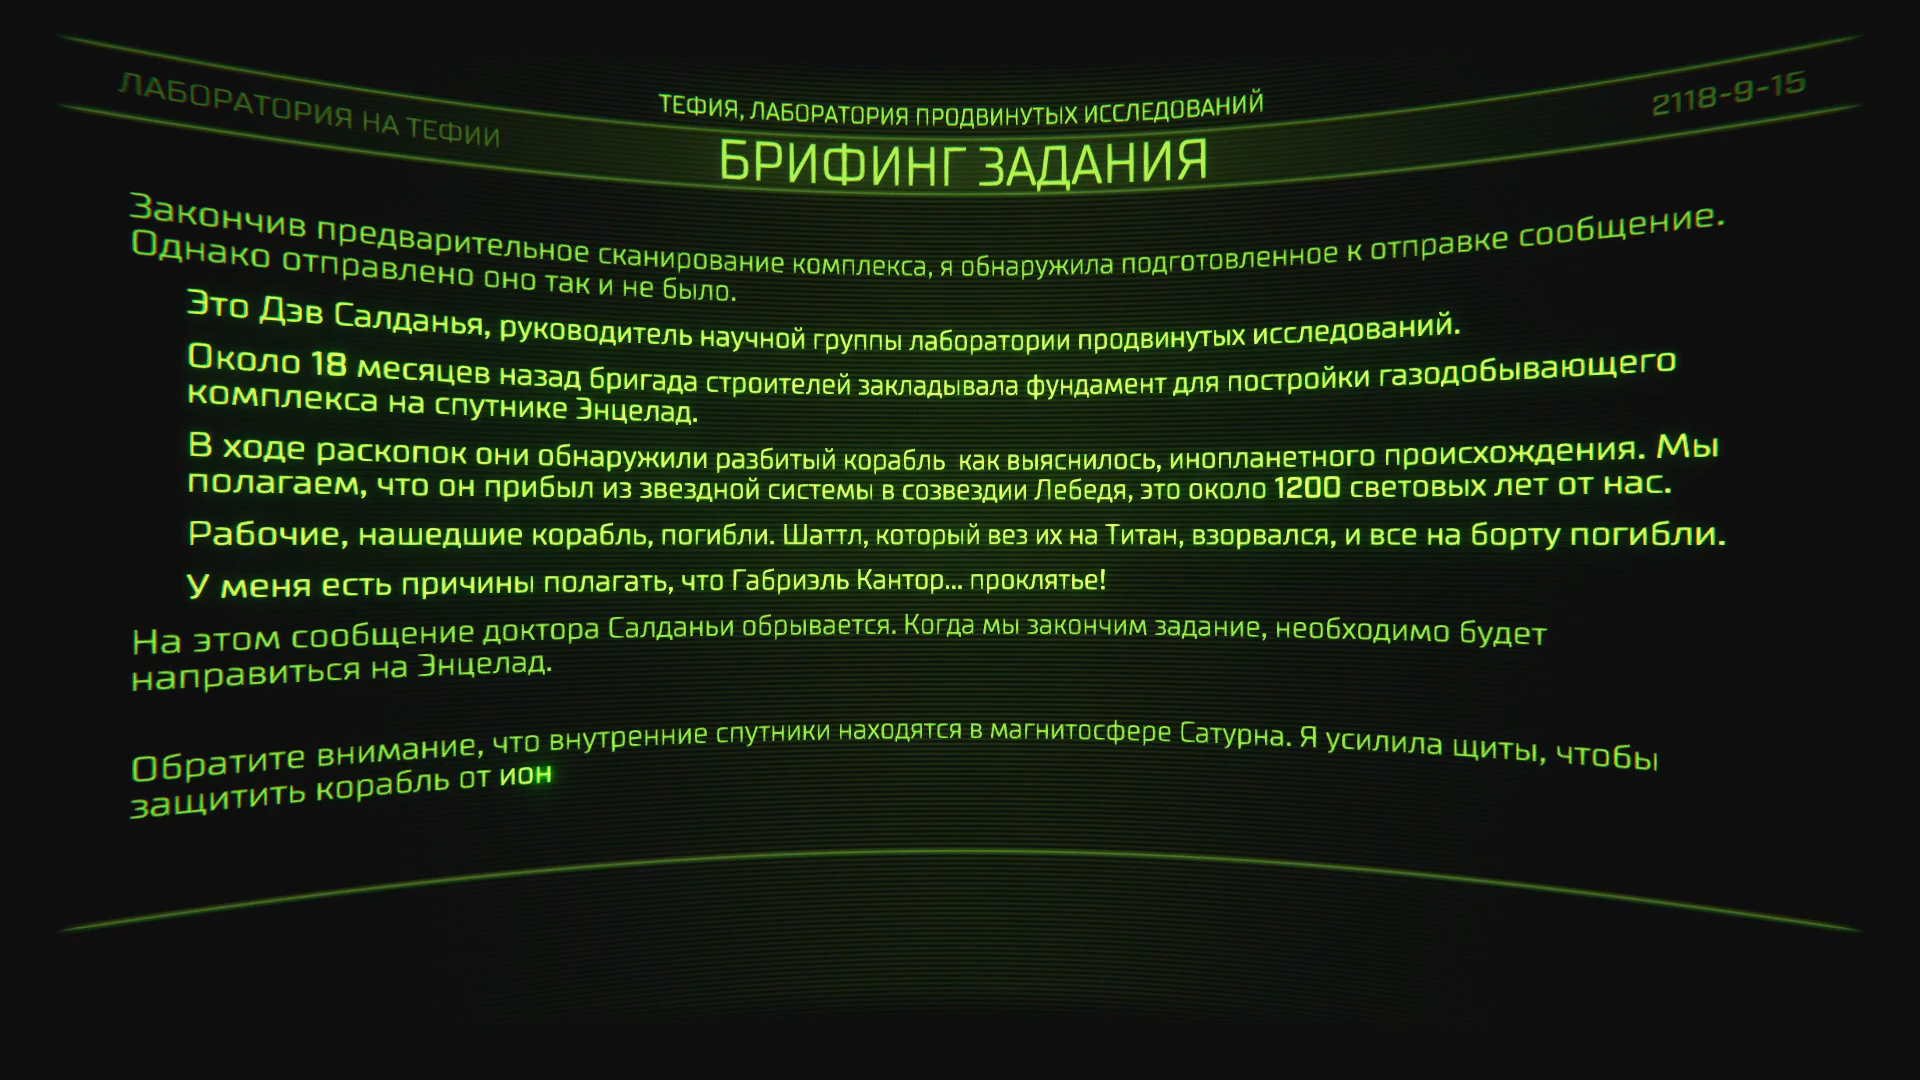 ЛАБОРАТОРИЯ НА ТЕФИИ
ТЕФИЯ, ЛАБОРАТОРИЯ ПРОДВИНУТЫХ ИССЛЕДОВАНИЙ
2118-9-15
БРИФИНГ ЗАДАНИЯ
Закончив предварительное сканирование комплекса, я обнаружила подготовленное к отправке сообщение.
Однако отправлено оно так и не было.
Это Дэв Салданья, руководитель научной группы лаборатории продвинутых исследований.
Около 18 месяцев назад бригада строителей закладывала фундамент для постройки газодобывающего
комплекса на спутнике Энцелад.
В ходе раскопок они обнаружили разбитый корабль  как выяснилось, инопланетного происхождения. Мы
полагаем, что он прибыл из звездной системы в созвездии Лебедя, это около 1200 световых лет от нас.
Рабочие, нашедшие корабль, погибли. Шаттл, который вез их на Титан, взорвался, и все на борту погибли.
У меня есть причины полагать, что Габриэль Кантор... проклятье!
На этом сообщение доктора Салданьи обрывается. Когда мы закончим задание, необходимо будет
направиться на Энцелад.
Обратите внимание, что внутренние спутники находятся в магнитосфере Сатурна. Я усилила щиты, чтобы
защитить корабль от ион